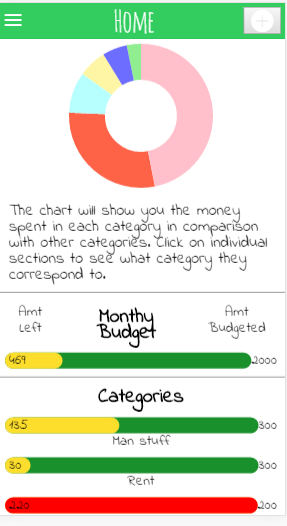 Home
The chart will show you the money
spent in each category in comparison
with other categories. Click on individual
sections to see what category they
correspond to.
Amt Left Monthy Budget Amt Budgeted
469 2000
Categories
135 300
Man stuff
30 300
Rent
-220 200